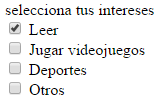 selecciona tus intereses
Leer
Jugar videojuegos
Deportes
Otros